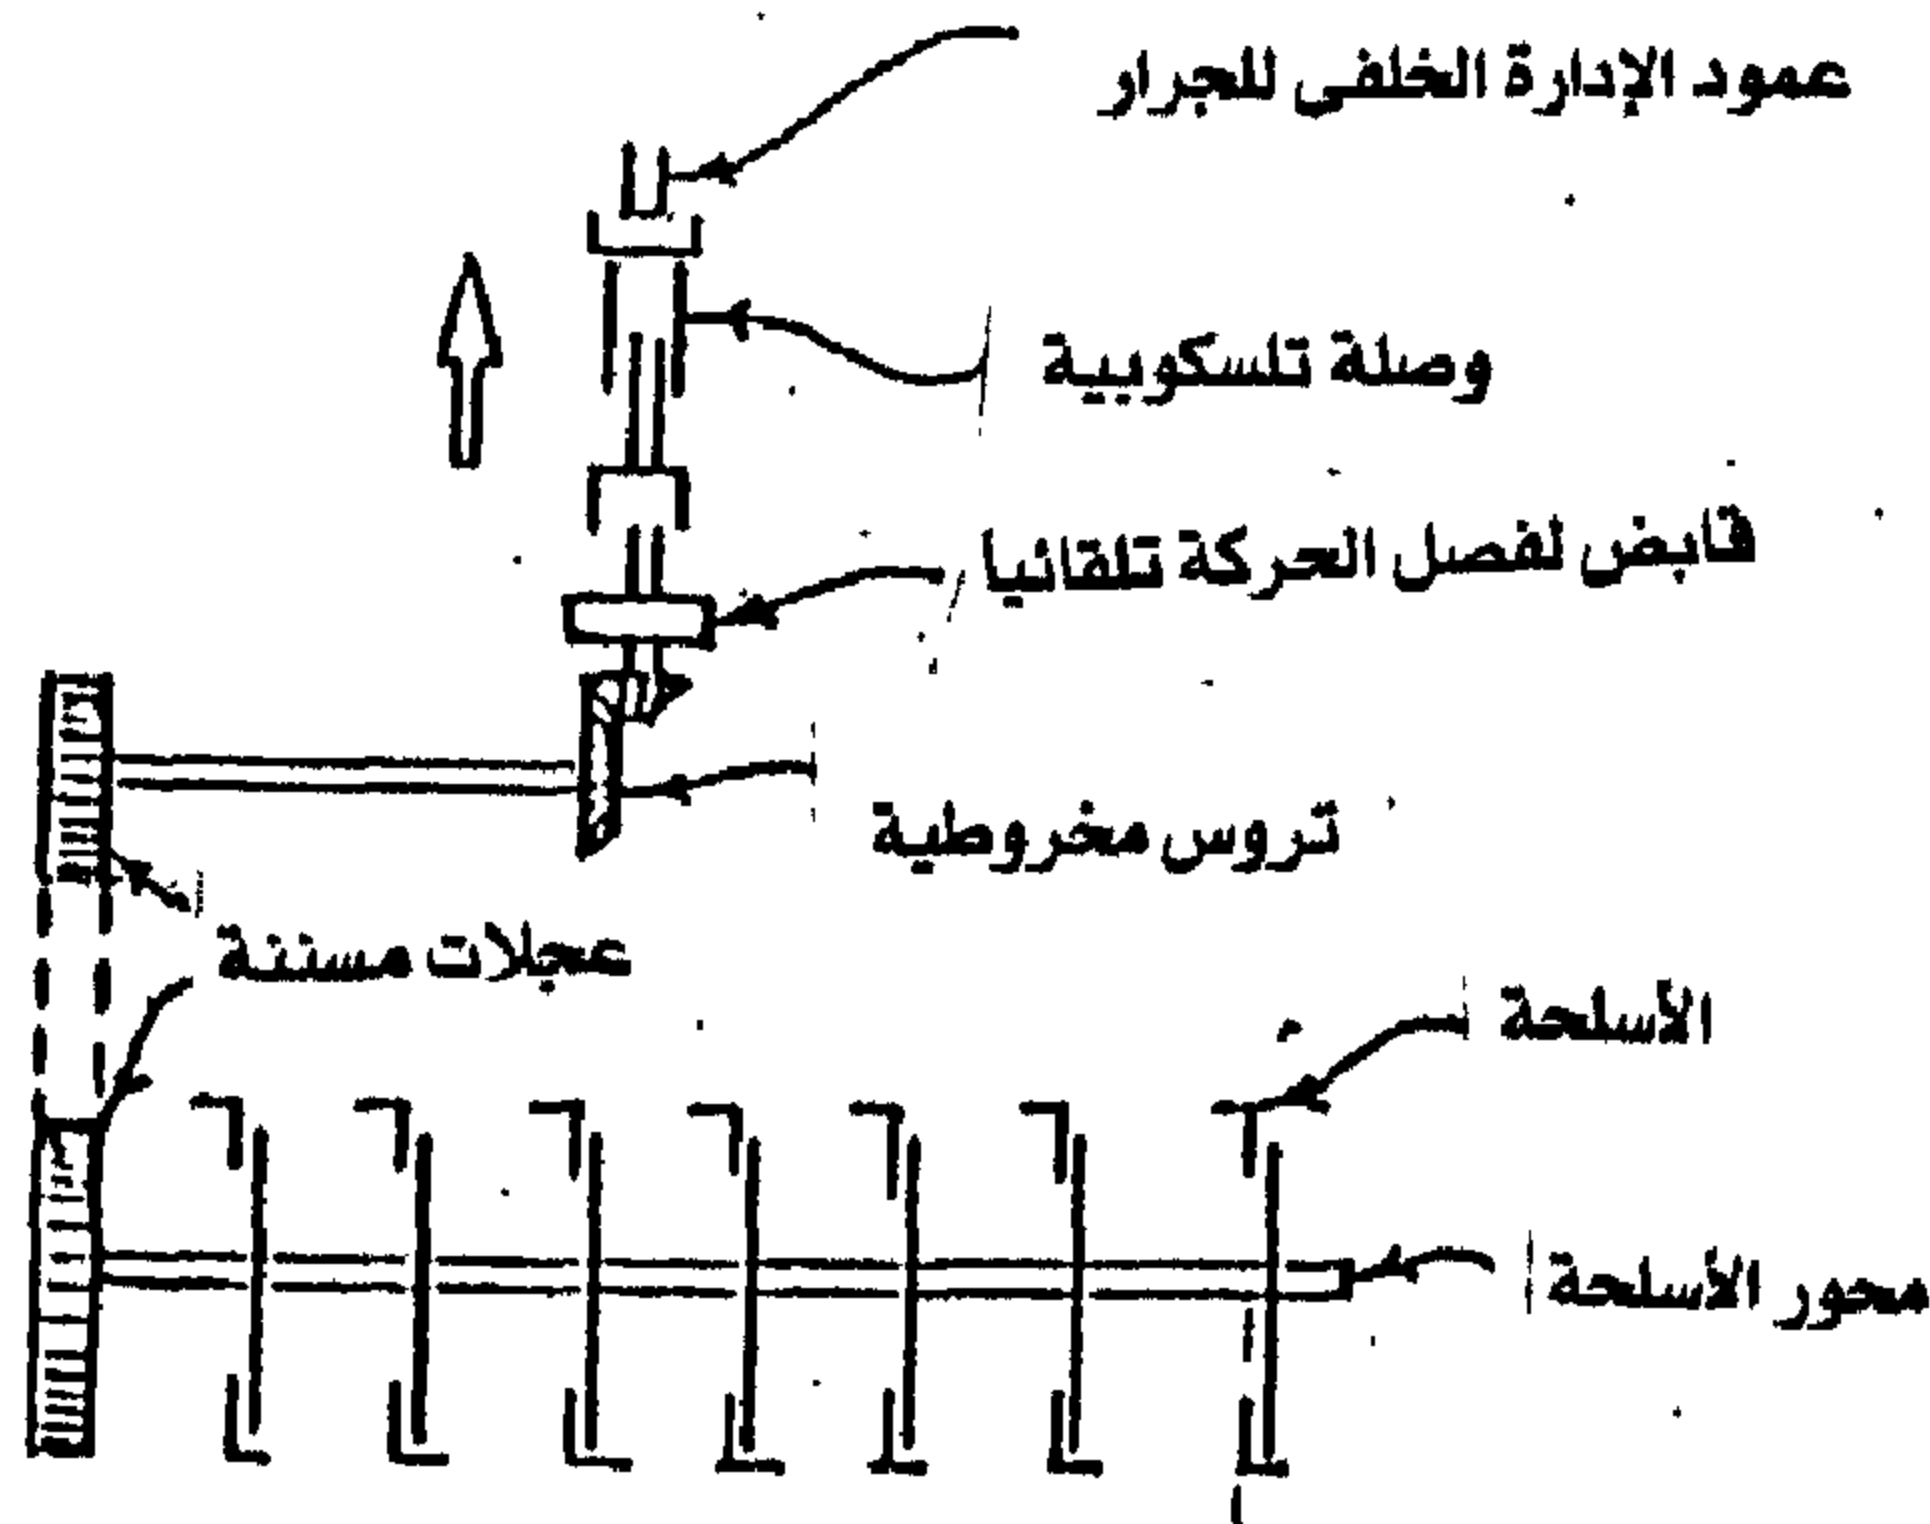 عمود الإدارة الخلفى للجرار
وصلة تلسكوبية
قابض لفصل الحركة تلقائيا
تروس مخروطية
عجلات مسننة
الأسلحة
محور الأسلحة